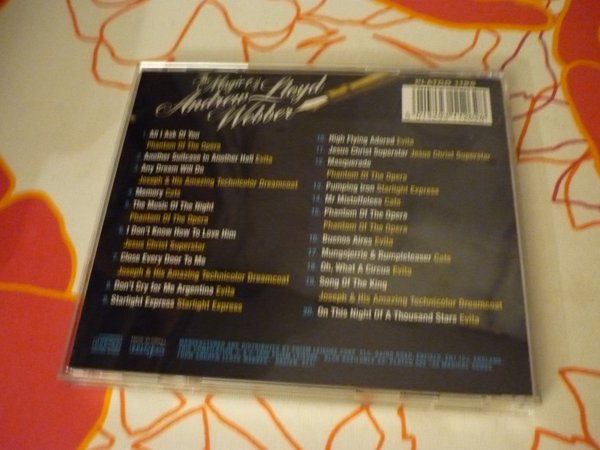 The Magic Of
Andrew Lloyd
Webber
1. All I Ask Of You
Phantom Of The Opera
2. Another Suitcase In Another Hall Evita
3. Any Dream Will Do
Joseph & His Amazing Technicolor Dreamcoat
4. Memory Cats
5. The Music Of The Night
Phantom Of The Opera
6. I Don't Know How To Love Him
Jesus Christ Superstar
7. Close Every Door To Me
Joseph & His Amazing Technicolor Dreamcoat
8. Don't Cry For Me Argentina Evita
9. Starlight Express Starlight Express
10. High Flying Adored Evita
11. Jesus Christ Superstar Jesus Christ Superstar
12. Masquerade
Phantom Of The Opera
13. Pumping Iron Starlight Express
14. Mr Mistoffelees Cats
15. Phantom Of The Opera
Phantom Of The Opera
16. Buenos Aires Evita
17. Mungojerrie & Rumpleteaser Cats
18. Oh, What A Circus Evita
19. Song Of The King
Joseph & His Amazing Technicolor Dreamcoat
20. On This Night Of A Thousand Stars Evita
MANUFACTURED AND DISTRIBUTED BY